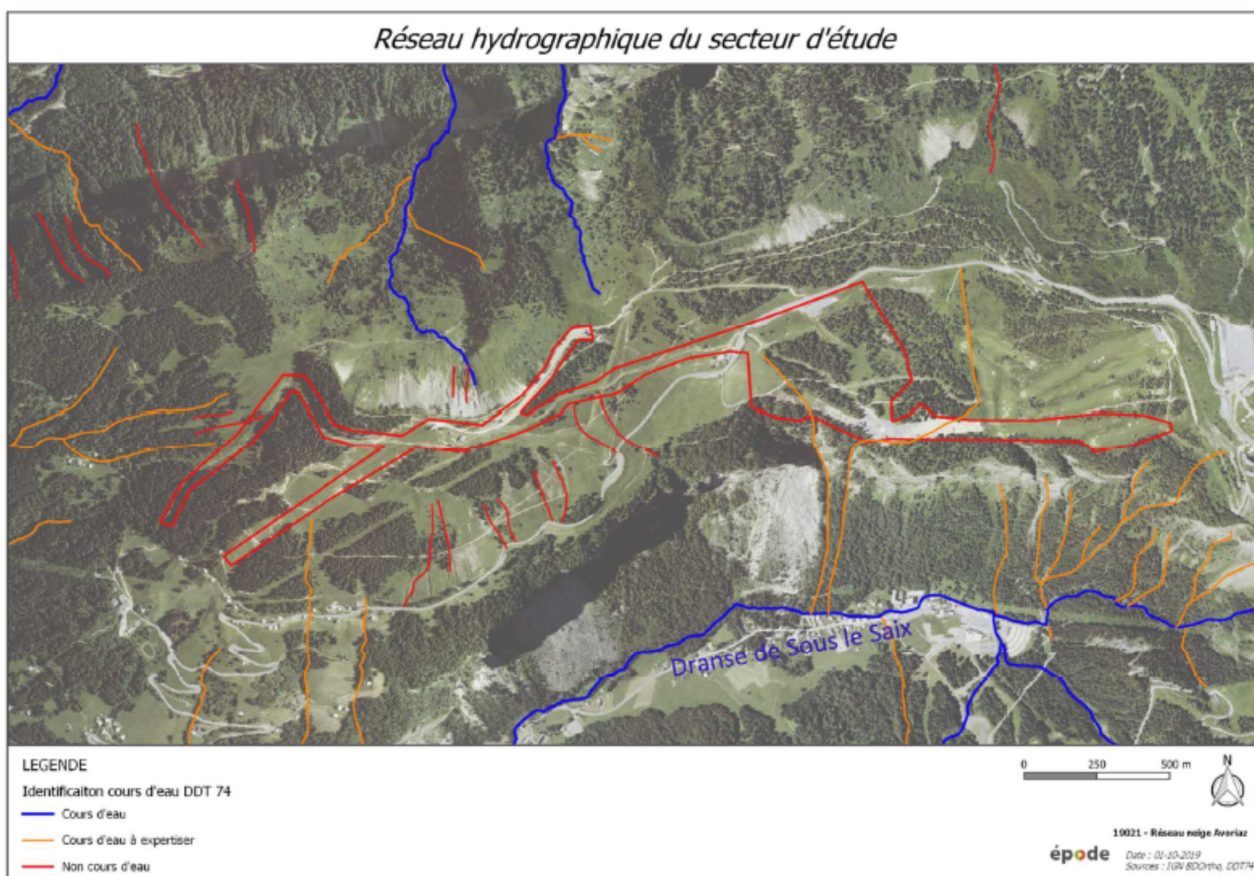 Réseau hydrographique du secteur d'étude
Dranse de Sous le Saix
LEGENDE
Identificaiton cours d'eau DDT 74
Cours d'eau
Cours d'eau à expertiser
Non cours d'eau
0 250 500 m
N
19021 - Réseau neige Avoriaz
épode
Date : 01-10-2019
Sources : IGN BDOrtho, DDT74